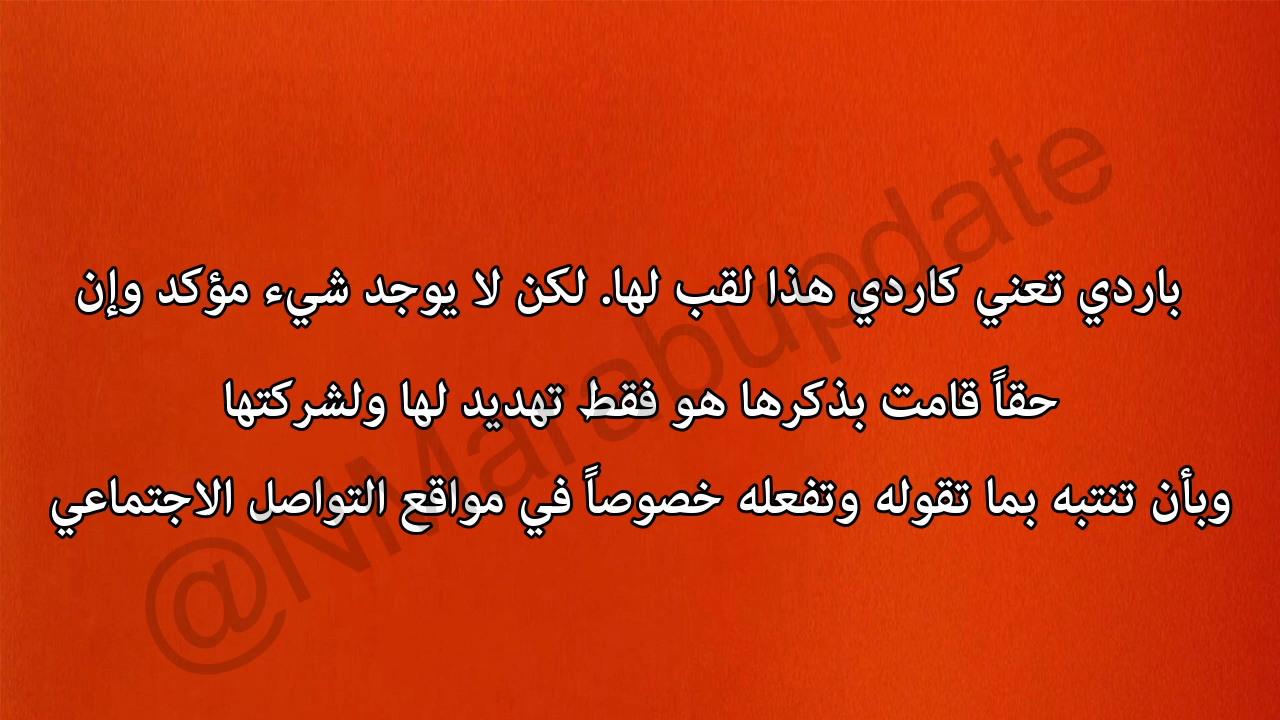 باردي تعني كاردي هذا لقب لها. لكن لا يوجد شيء مؤكد وإن
حقاً قامت بذكرها هو فقط تهديد لها ولشركتها
وبأن تنتبه بما تقوله وتفعله خصوصاً في مواقع التواصل الاجتماعي
@NMarabupdate